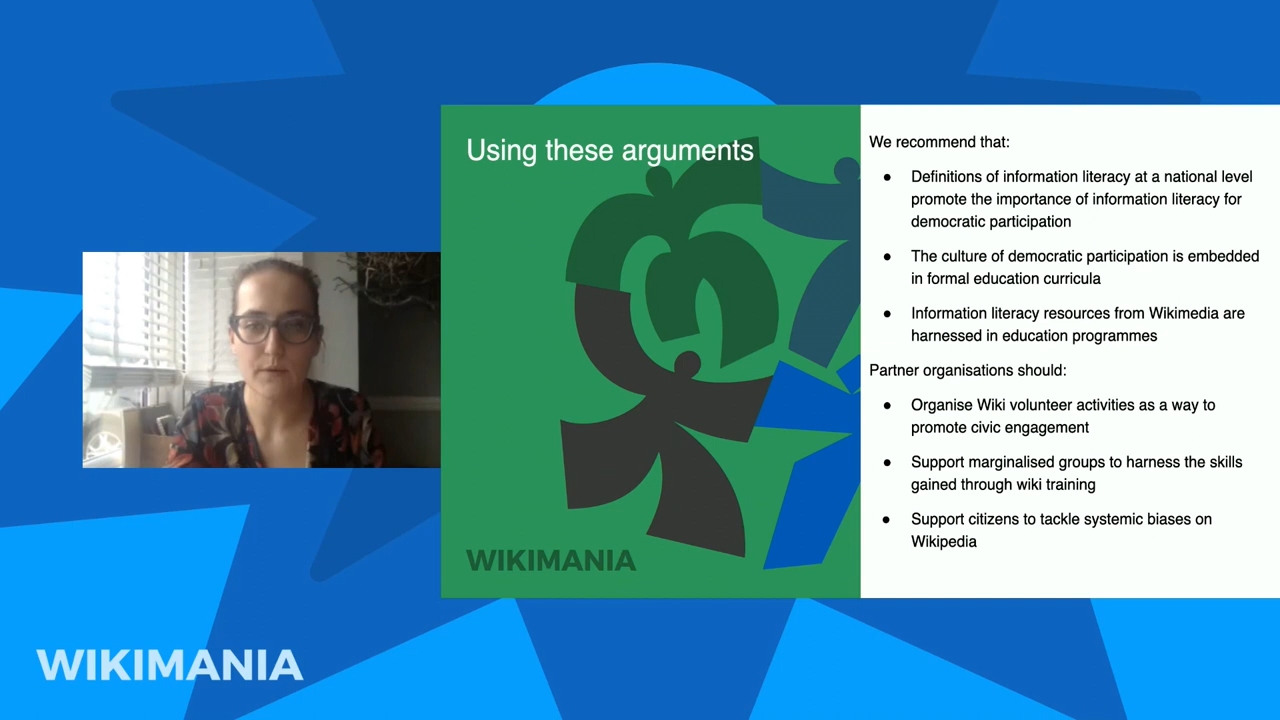 Using these arguments
WIKIMANIA
We recommend that:
● Definitions of information literacy at a national level
promote the importance of information literacy for
democratic participation
● The culture of democratic participation is embedded
in formal education curricula
● Information literacy resources from Wikimedia are
harnessed in education programmes
Partner organisations should:
● Organise Wiki volunteer activities as a way to
promote civic engagement
● Support marginalised groups to harness the skills
gained through wiki training
● Support citizens to tackle systemic biases on
Wikipedia
WIKIMANIA